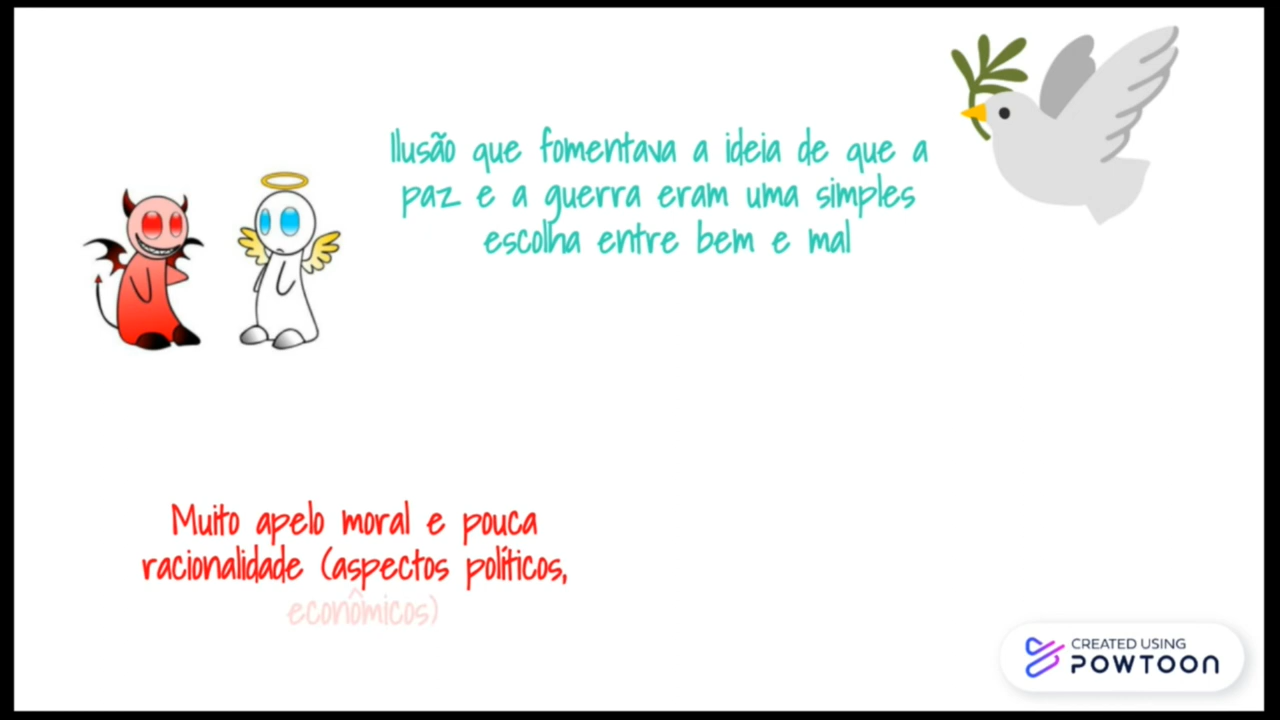 Ilusão que fomentava a ideia de que a
paz e a guerra eram uma simples
escolha entre bem e mal
Muito apelo moral e pouca
racionalidade (aspectos políticos,
econômicos)
CREATED USING
POWTOON